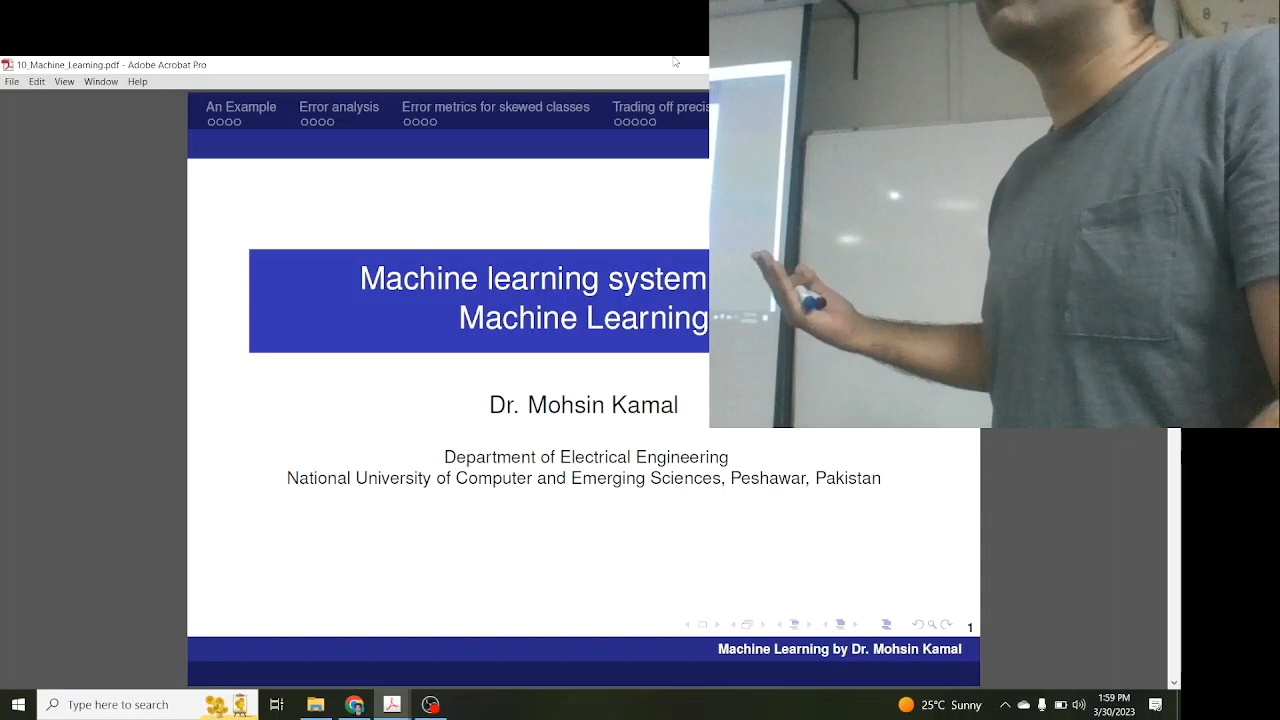 10_Machine_Learning.pdf - Adobe Acrobat Pro
File Edit View Window Help
An Example Error analysis Error metrics for skewed classes Trading off
Machine learning system
Machine Learning
Dr. Mohsin Kamal
Department of Electrical Engineering
National University of Computer and Emerging Sciences, Peshawar, Pakistan
1
Machine Learning by Dr. Mohsin Kamal
Type here to search
25°C Sunny
1:59 PM
3/30/2023
8
7